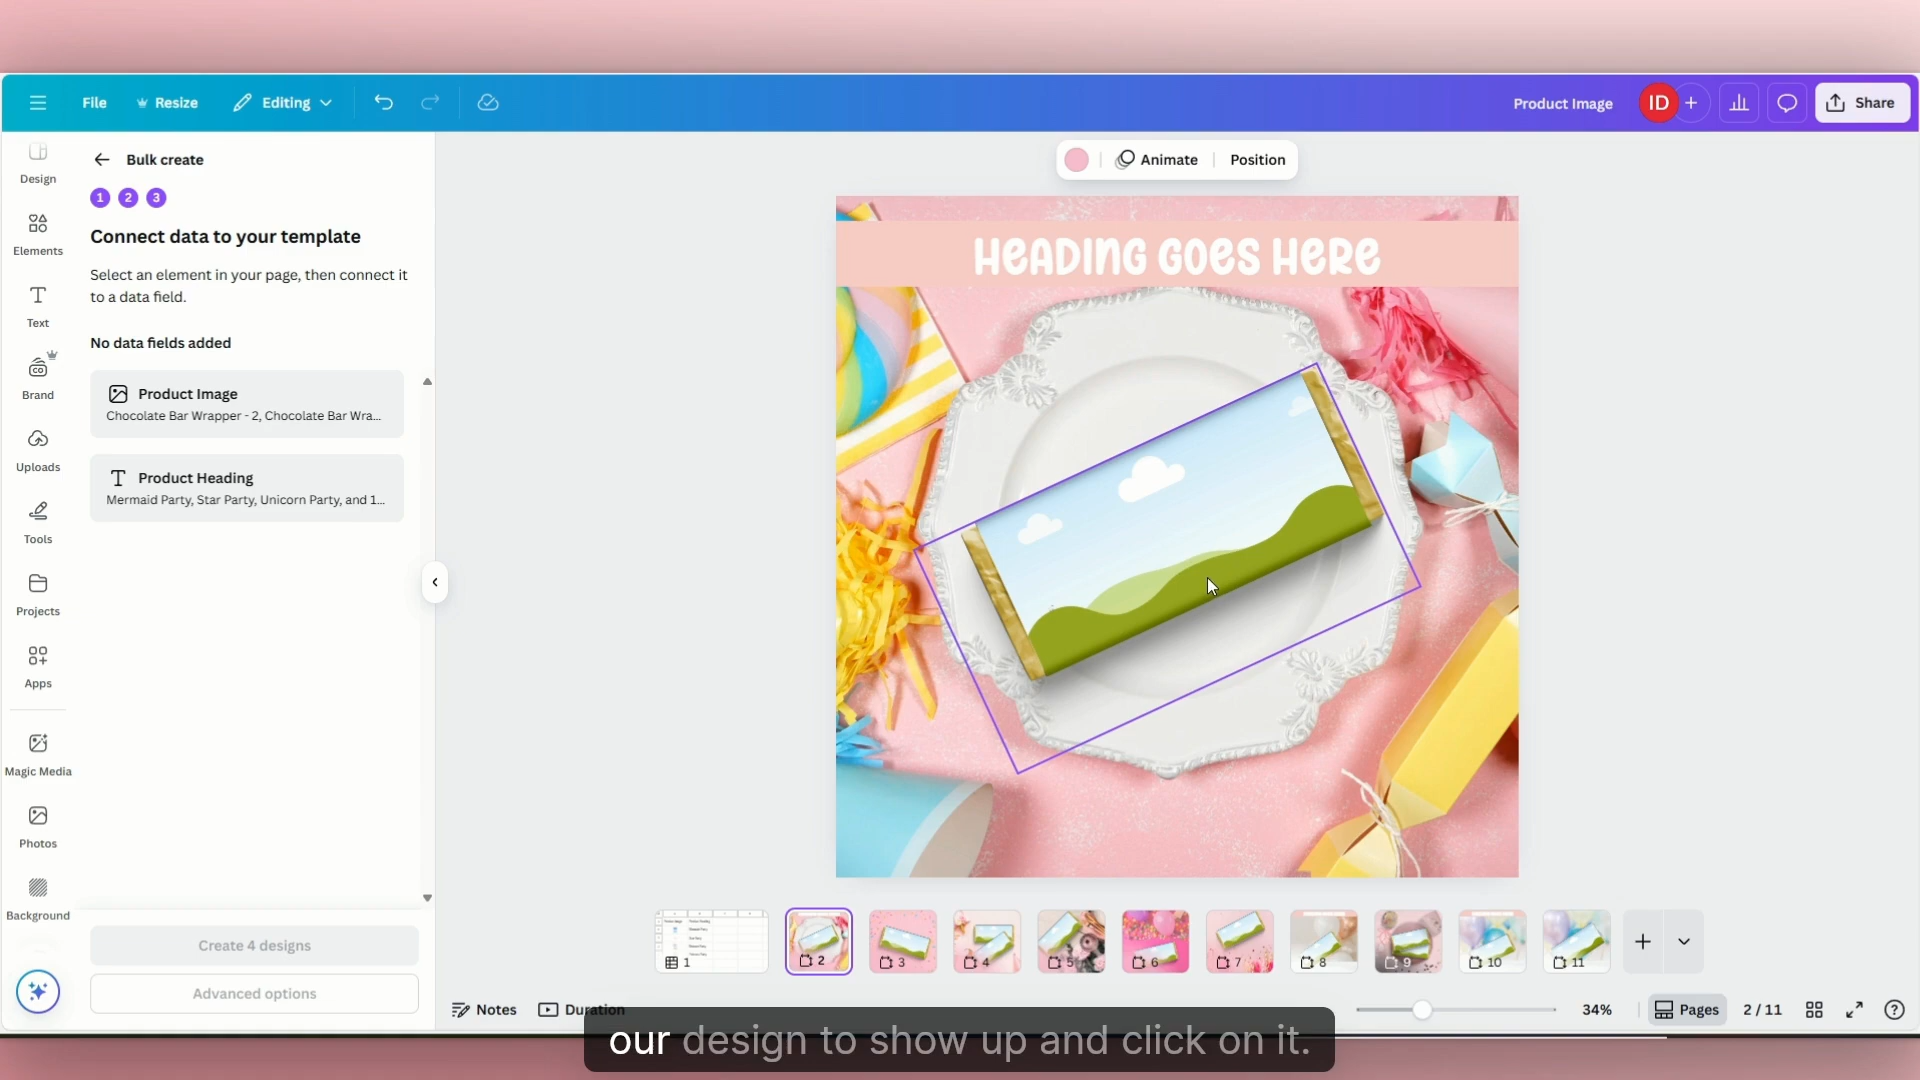 File
Resize
Editing
Product Image
ID
Share
Design
Elements
Text
Brand
Uploads
Tools
Projects
Apps
Magic Media
Photos
Background
Bulk create
1 2 3
Connect data to your template
Select an element in your page, then connect it
to a data field.
No data fields added
Product Image
Chocolate Bar Wrapper - 2, Chocolate Bar Wra...
Product Heading
Mermaid Party, Star Party, Unicorn Party, and 1...
Create 4 designs
Advanced options
Animate
Position
HEADING GOES HERE
1
2
3
4
5
6
7
8
9
10
11
Notes
Duration
34%
Pages
2 / 11
our design to show up and click on it.